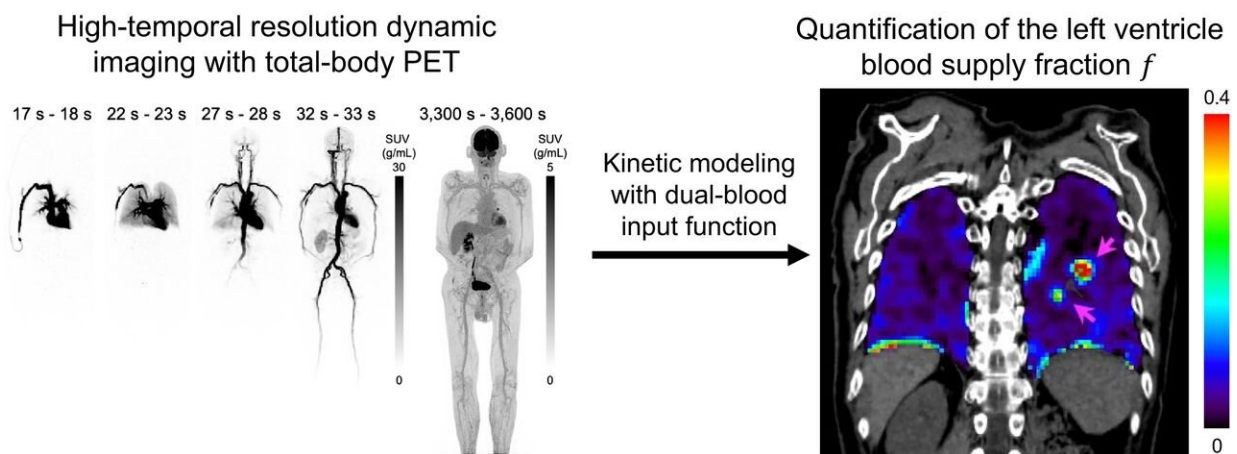 High-temporal resolution dynamic
imaging with total-body PET
17 s - 18 s 22 s - 23 s 27 s - 28 s 32 s - 33 s 3,300 s - 3,600 s
SUV
(g/mL)
30
0
SUV
(g/mL)
5
0
Kinetic modeling
with dual-blood
input function
Quantification of the left ventricle
blood supply fraction f
0.4
0